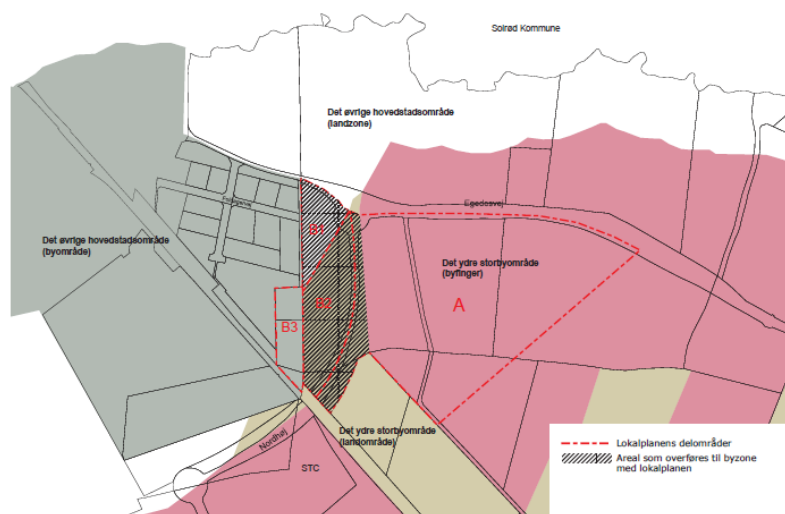 Solrød Kommune
Det øvrige hovedstadsområde
(landzone)
Egedesvej
B1
Det øvrige hovedstadsområde
(byområde)
Det ydre storbyområde
(byfinger)
B2
A
B3
Det ydre storbyområde
(landområde)
Nordhøj
STC
Lokalplanens delområder
Areal som overføres til byzone
med lokalplanen